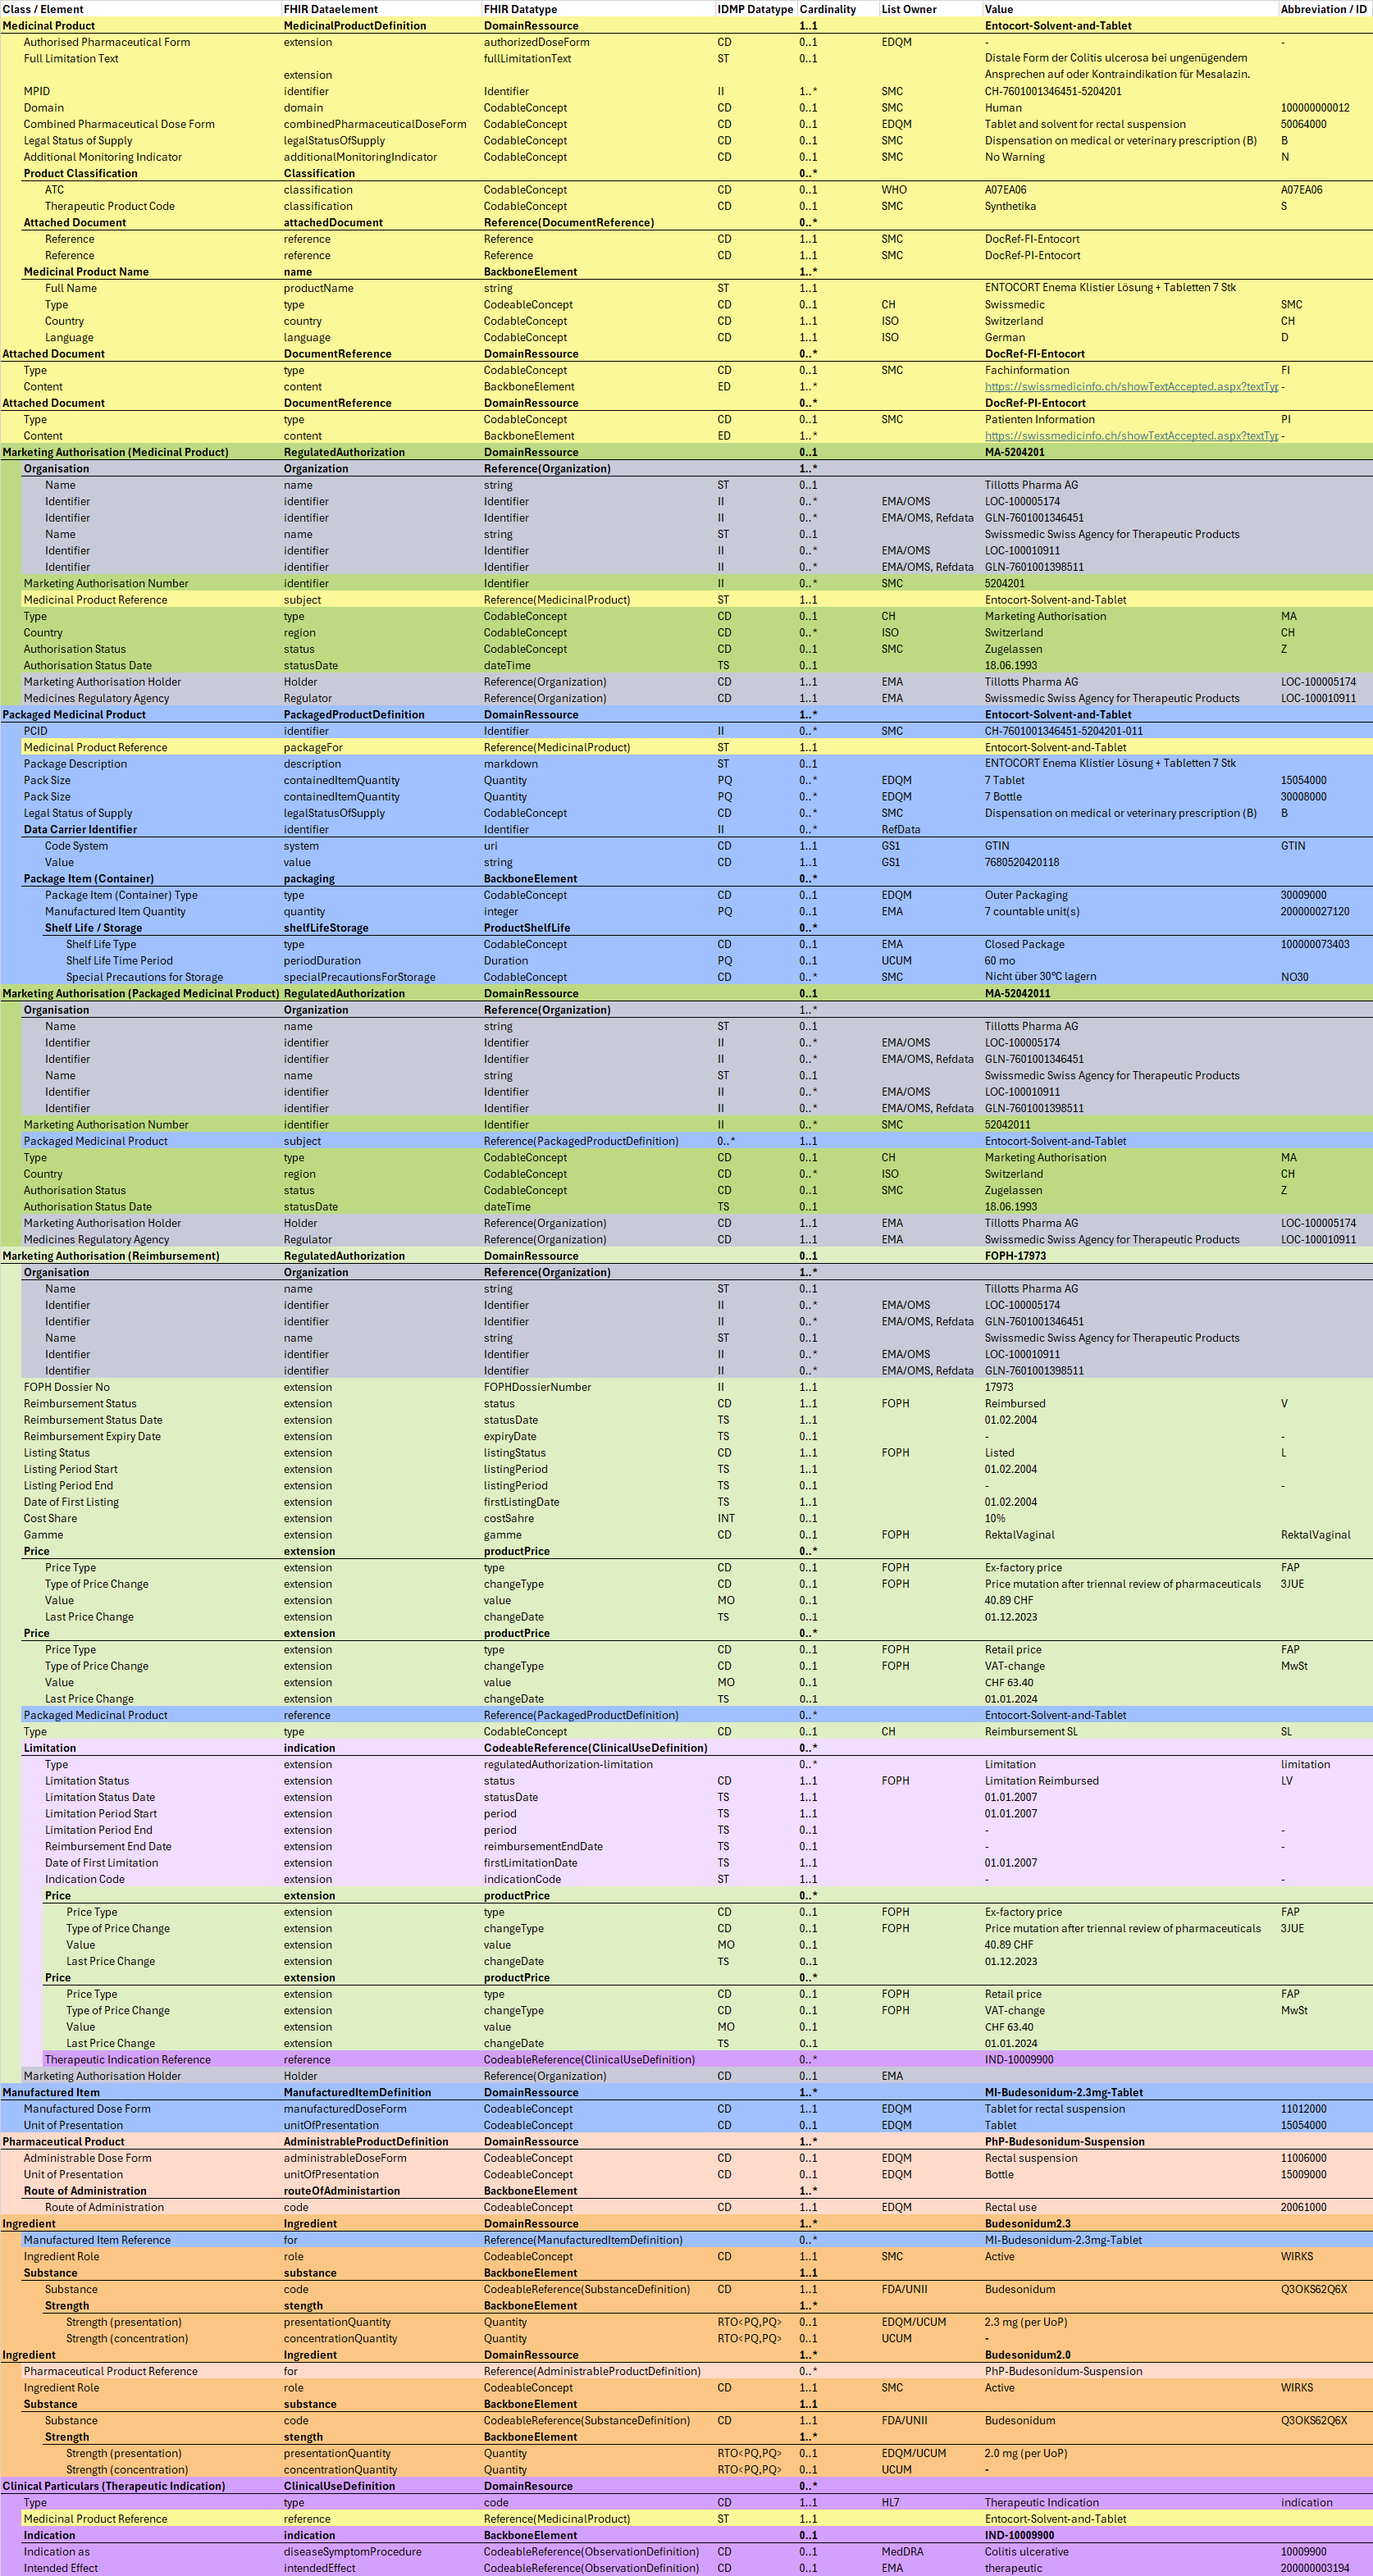 Class / Element FHIR Dataelement FHIR Datatype IDMP Datatype Cardinality List Owner Value Abbreviation / ID
Medicinal Product MedicinalProductDefinition DomainRessource 1..1 Entocort-Solvent-and-Tablet
Authorised Pharmaceutical Form extension authorizedDoseForm CD 0..1 EDQM - -
Full Limitation Text fullLimitationText ST 0..1 Distale Form der Colitis ulcerosa bei ungenügendem
extension Ansprechen auf oder Kontraindikation für Mesalazin.
MPID identifier Identifier II 1..* SMC CH-7601001346451-5204201
Domain domain CodableConcept CD 0..1 SMC Human 100000000012
Combined Pharmaceutical Dose Form combinedPharmaceuticalDoseForm CodableConcept CD 0..1 EDQM Tablet and solvent for rectal suspension 50064000
Legal Status of Supply legalStatusOfSupply CodableConcept CD 0..1 SMC Dispensation on medical or veterinary prescription (B) B
Additional Monitoring Indicator additionalMonitoringIndicator CodableConcept CD 0..1 SMC No Warning N
Product Classification Classification 0..*
ATC classification CodableConcept CD 0..1 WHO A07EA06 A07EA06
Therapeutic Product Code classification CodableConcept CD 0..1 SMC Synthetika S
Attached Document attachedDocument Reference(DocumentReference) 0..*
Reference reference Reference CD 1..1 SMC DocRef-FI-Entocort
Reference reference Reference CD 1..1 SMC DocRef-PI-Entocort
Medicinal Product Name name BackboneElement 1..*
Full Name productName string ST 1..1 ENTOCORT Enema Klistier Lösung + Tabletten 7 Stk
Type type CodeableConcept CD 0..1 CH Swissmedic SMC
Country country CodableConcept CD 1..1 ISO Switzerland CH
Language language CodableConcept CD 1..1 ISO German D
Attached Document DocumentReference DomainRessource 0..* DocRef-FI-Entocort
Type type CodableConcept CD 0..1 SMC Fachinformation FI
Content content BackboneElement ED 1..* https://swissmedicinfo.ch/showTextAccepted.aspx?textTyp -
Attached Document DocumentReference DomainRessource 0..* DocRef-PI-Entocort
Type type CodableConcept CD 0..1 SMC Patienten Information PI
Content content BackboneElement ED 1..* https://swissmedicinfo.ch/showTextAccepted.aspx?textTyp -
Marketing Authorisation (Medicinal Product) RegulatedAuthorization DomainRessource 0..1 MA-5204201
Organisation Organization Reference(Organization) 1..*
Name name string ST 0..1 Tillotts Pharma AG
Identifier identifier Identifier II 0..* EMA/OMS LOC-100005174
Identifier identifier Identifier II 0..* EMA/OMS, Refdata GLN-7601001346451
Name name string ST 0..1 Swissmedic Swiss Agency for Therapeutic Products
Identifier identifier Identifier II 0..* EMA/OMS LOC-100010911
Identifier identifier Identifier II 0..* EMA/OMS, Refdata GLN-7601001398511
Marketing Authorisation Number identifier Identifier II 0..* SMC 5204201
Medicinal Product Reference subject Reference(MedicinalProduct) ST 1..1 Entocort-Solvent-and-Tablet
Type type CodableConcept CD 0..1 CH Marketing Authorisation MA
Country region CodableConcept CD 0..* ISO Switzerland CH
Authorisation Status status CodableConcept CD 0..1 SMC Zugelassen Z
Authorisation Status Date statusDate dateTime TS 0..1 18.06.1993
Marketing Authorisation Holder Holder Reference(Organization) CD 1..1 EMA Tillotts Pharma AG LOC-100005174
Medicines Regulatory Agency Regulator Reference(Organization) CD 1..1 EMA Swissmedic Swiss Agency for Therapeutic Products LOC-100010911
Packaged Medicinal Product PackagedProductDefinition DomainRessource 1..* Entocort-Solvent-and-Tablet
PCID identifier Identifier II 0..* SMC CH-7601001346451-5204201-011
Medicinal Product Reference packageFor Reference(MedicinalProduct) ST 1..1 Entocort-Solvent-and-Tablet
Package Description description markdown ST 0..1 ENTOCORT Enema Klistier Lösung + Tabletten 7 Stk
Pack Size containedItemQuantity Quantity PQ 0..* EDQM 7 Tablet 15054000
Pack Size containedItemQuantity Quantity PQ 0..* EDQM 7 Bottle 30008000
Legal Status of Supply legalStatusOfSupply CodableConcept CD 0..* SMC Dispensation on medical or veterinary prescription (B) B
Data Carrier Identifier identifier Identifier II 0..* RefData
Code System system uri CD 1..1 GS1 GTIN GTIN
Value value string CD 1..1 GS1 7680520420118
Package Item (Container) packaging BackboneElement 0..*
Package Item (Container) Type type CodeableConcept CD 0..1 EDQM Outer Packaging 30009000
Manufactured Item Quantity quantity integer PQ 0..1 EMA 7 countable unit(s) 200000027120
Shelf Life / Storage shelfLifeStorage ProductShelfLife 0..*
Shelf Life Type type CodeableConcept CD 0..1 EMA Closed Package 100000073403
Shelf Life Time Period periodDuration Duration PQ 0..1 UCUM 60 mo
Special Precautions for Storage specialPrecautionsForStorage CodableConcept CD 0..* SMC Nicht über 30°C lagern NO30
Marketing Authorisation (Packaged Medicinal Product) RegulatedAuthorization DomainRessource 0..1 MA-52042011
Organisation Organization Reference(Organization) 1..*
Name name string ST 0..1 Tillotts Pharma AG
Identifier identifier Identifier II 0..* EMA/OMS LOC-100005174
Identifier identifier Identifier II 0..* EMA/OMS, Refdata GLN-7601001346451
Name name string ST 0..1 Swissmedic Swiss Agency for Therapeutic Products
Identifier identifier Identifier II 0..* EMA/OMS LOC-100010911
Identifier identifier Identifier II 0..* EMA/OMS, Refdata GLN-7601001398511
Marketing Authorisation Number identifier Identifier II 0..* SMC 52042011
Packaged Medicinal Product subject Reference(PackagedProductDefinition) 0..* 1..1 Entocort-Solvent-and-Tablet
Type type CodableConcept CD 0..1 CH Marketing Authorisation MA
Country region CodableConcept CD 0..* ISO Switzerland CH
Authorisation Status status CodableConcept CD 0..1 SMC Zugelassen Z
Authorisation Status Date statusDate dateTime TS 0..1 18.06.1993
Marketing Authorisation Holder Holder Reference(Organization) CD 1..1 EMA Tillotts Pharma AG LOC-100005174
Medicines Regulatory Agency Regulator Reference(Organization) CD 1..1 EMA Swissmedic Swiss Agency for Therapeutic Products LOC-100010911
Marketing Authorisation (Reimbursement) RegulatedAuthorization DomainRessource 0..1 FOPH-17973
Organisation Organization Reference(Organization) 1..*
Name name string ST 0..1 Tillotts Pharma AG
Identifier identifier Identifier II 0..* EMA/OMS LOC-100005174
Identifier identifier Identifier II 0..* EMA/OMS, Refdata GLN-7601001346451
Name name string ST 0..1 Swissmedic Swiss Agency for Therapeutic Products
Identifier identifier Identifier II 0..* EMA/OMS LOC-100010911
Identifier identifier Identifier II 0..* EMA/OMS, Refdata GLN-7601001398511
FOPH Dossier No extension FOPHDossierNumber II 1..1 17973
Reimbursement Status extension status CD 1..1 FOPH Reimbursed V
Reimbursement Status Date extension statusDate TS 1..1 01.02.2004
Reimbursement Expiry Date extension expiryDate TS 0..1 - -
Listing Status extension listingStatus CD 1..1 FOPH Listed L
Listing Period Start extension listingPeriod TS 1..1 01.02.2004
Listing Period End extension listingPeriod TS 0..1 - -
Date of First Listing extension firstListingDate TS 1..1 01.02.2004
Cost Share extension costSahre INT 0..1 10%
Gamme extension gamme CD 0..1 FOPH RektalVaginal RektalVaginal
Price extension productPrice 0..*
Price Type extension type CD 0..1 FOPH Ex-factory price FAP
Type of Price Change extension changeType CD 0..1 FOPH Price mutation after triennal review of pharmaceuticals 3JUE
Value extension value MO 0..1 40.89 CHF
Last Price Change extension changeDate TS 0..1 01.12.2023
Price extension productPrice 0..*
Price Type extension type CD 0..1 FOPH Retail price FAP
Type of Price Change extension changeType CD 0..1 FOPH VAT-change MwSt
Value extension value MO 0..1 CHF 63.40
Last Price Change extension changeDate TS 0..1 01.01.2024
Packaged Medicinal Product reference Reference(PackagedProductDefinition) 0..* Entocort-Solvent-and-Tablet
Type type CodableConcept CD 0..1 CH Reimbursement SL SL
Limitation indication CodeableReference(ClinicalUseDefinition) 0..*
Type extension regulatedAuthorization-limitation 0..* Limitation limitation
Limitation Status extension status CD 1..1 FOPH Limitation Reimbursed LV
Limitation Status Date extension statusDate TS 1..1 01.01.2007
Limitation Period Start extension period TS 1..1 01.01.2007
Limitation Period End extension period TS 0..1 - -
Reimbursement End Date extension reimbursementEndDate TS 0..1 - -
Date of First Limitation extension firstLimitationDate TS 1..1 01.01.2007
Indication Code extension indicationCode ST 1..1 - -
Price extension productPrice 0..*
Price Type extension type CD 0..1 FOPH Ex-factory price FAP
Type of Price Change extension changeType CD 0..1 FOPH Price mutation after triennal review of pharmaceuticals 3JUE
Value extension value MO 0..1 40.89 CHF
Last Price Change extension changeDate TS 0..1 01.12.2023
Price extension productPrice 0..*
Price Type extension type CD 0..1 FOPH Retail price FAP
Type of Price Change extension changeType CD 0..1 FOPH VAT-change MwSt
Value extension value MO 0..1 CHF 63.40
Last Price Change extension changeDate TS 0..1 01.01.2024
Therapeutic Indication Reference reference CodeableReference(ClinicalUseDefinition) 0..* IND-10009900
Marketing Authorisation Holder Holder Reference(Organization) CD 0..1 EMA
Manufactured Item ManufacturedItemDefinition DomainRessource 1..* MI-Budesonidum-2.3mg-Tablet
Manufactured Dose Form manufacturedDoseForm CodeableConcept CD 1..1 EDQM Tablet for rectal suspension 11012000
Unit of Presentation unitOfPresentation CodeableConcept CD 0..1 EDQM Tablet 15054000
Pharmaceutical Product AdministrableProductDefinition DomainRessource 1..* PhP-Budesonidum-Suspension
Administrable Dose Form administrableDoseForm CodeableConcept CD 0..1 EDQM Rectal suspension 11006000
Unit of Presentation unitOfPresentation CodeableConcept CD 0..1 EDQM Bottle 15009000
Route of Administration routeOfAdministartion BackboneElement 1..*
Route of Administration code CodeableConcept CD 1..1 EDQM Rectal use 20061000
Ingredient Ingredient DomainRessource 1..* Budesonidum2.3
Manufactured Item Reference for Reference(ManufacturedItemDefinition) 0..* MI-Budesonidum-2.3mg-Tablet
Ingredient Role role CodeableConcept CD 1..1 SMC Active WIRKS
Substance substance BackboneElement 1..1
Substance code CodeableReference(SubstanceDefinition) CD 1..1 FDA/UNII Budesonidum Q3OKS62Q6X
Strength stength BackboneElement 1..*
Strength (presentation) presentationQuantity Quantity RTO<PQ,PQ> 0..1 EDQM/UCUM 2.3 mg (per UoP)
Strength (concentration) concentrationQuantity Quantity RTO<PQ,PQ> 0..1 UCUM -
Ingredient Ingredient DomainRessource 1..* Budesonidum2.0
Pharmaceutical Product Reference for Reference(AdministrableProductDefinition) 0..* PhP-Budesonidum-Suspension
Ingredient Role role CodeableConcept CD 1..1 SMC Active WIRKS
Substance substance BackboneElement 1..1
Substance code CodeableReference(SubstanceDefinition) CD 1..1 FDA/UNII Budesonidum Q3OKS62Q6X
Strength stength BackboneElement 1..*
Strength (presentation) presentationQuantity Quantity RTO<PQ,PQ> 0..1 EDQM/UCUM 2.0 mg (per UoP)
Strength (concentration) concentrationQuantity Quantity RTO<PQ,PQ> 0..1 UCUM -
Clinical Particulars (Therapeutic Indication) ClinicalUseDefinition DomainResource 0..*
Type type code CD 1..1 HL7 Therapeutic Indication indication
Medicinal Product Reference reference Reference(MedicinalProduct) ST 1..1 Entocort-Solvent-and-Tablet
Indication indication BackboneElement 0..1 IND-10009900
Indication as diseaseSymptomProcedure CodeableReference(ObservationDefinition) CD 0..1 MedDRA Colitis ulcerative 10009900
Intended Effect intendedEffect CodeableReference(ObservationDefinition) CD 0..1 EMA therapeutic 200000003194